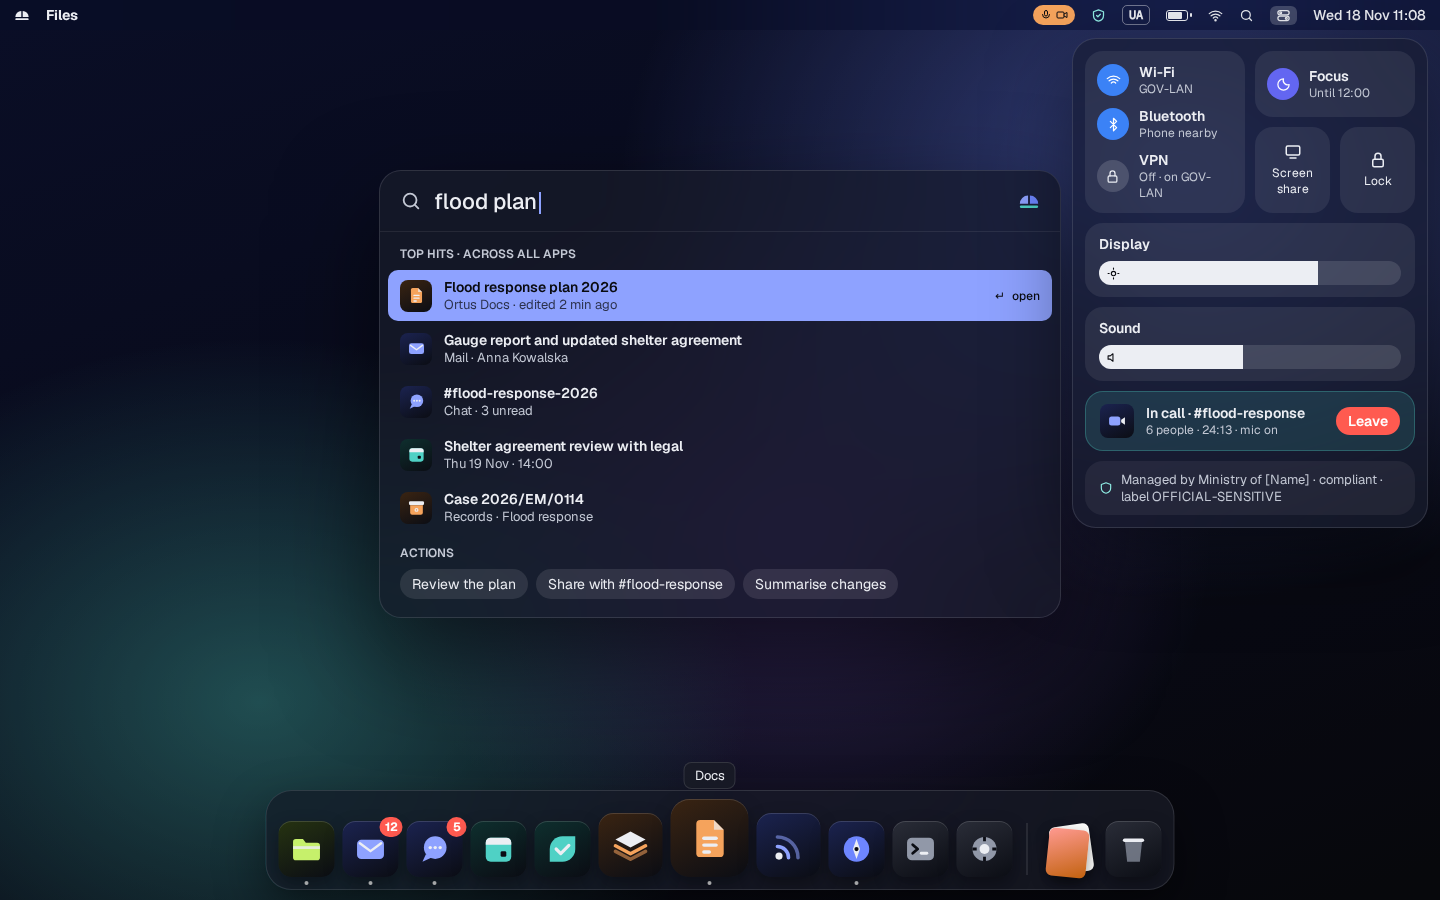 Files
UA
Wed 18 Nov 11:08
flood plan
TOP HITS · ACROSS ALL APPS
Flood response plan 2026
Ortus Docs · edited 2 min ago
↵ open
Gauge report and updated shelter agreement
Mail · Anna Kowalska
#flood-response-2026
Chat · 3 unread
Shelter agreement review with legal
Thu 19 Nov · 14:00
Case 2026/EM/0114
Records · Flood response
ACTIONS
Review the plan
Share with #flood-response
Summarise changes
Wi-Fi
GOV-LAN
Bluetooth
Phone nearby
VPN
Off · on GOV-
LAN
Focus
Until 12:00
Screen
share
Lock
Display
Sound
In call · #flood-response
6 people · 24:13 · mic on
Leave
Managed by Ministry of [Name] · compliant ·
label OFFICIAL-SENSITIVE
Docs
12
5